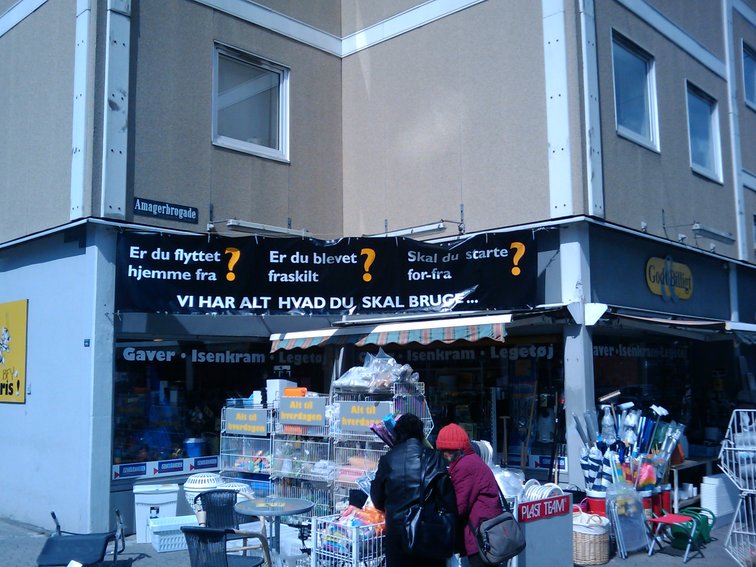 Amagerbrogade
Er du flyttet
hjemme fra ?
Er du blevet
fraskilt ?
Skal du starte
for-fra ?
VI HAR ALT HVAD DU SKAL BRUGE ...
God & Billigt
Gaver · Isenkram · Legetøj
Gaver · Isenkram · Legetøj
Gaver · Isenkram · Legetøj
Alt til
hverdagen
Alt til
hverdagen
Alt til
hverdagen
PLAST TEAM